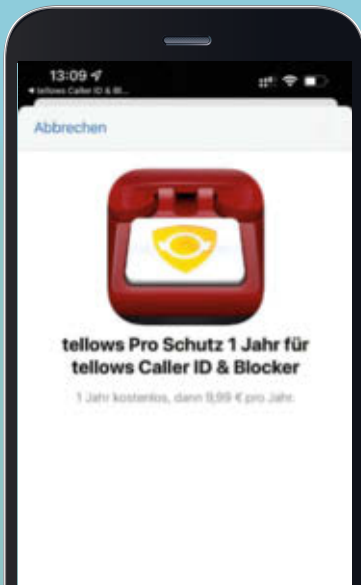 13:09
◀ tellows Caller ID & Bl...
Abbrechen
tellows Pro Schutz 1 Jahr für
tellows Caller ID & Blocker
1 Jahr kostenlos, dann 9,99 € pro Jahr.